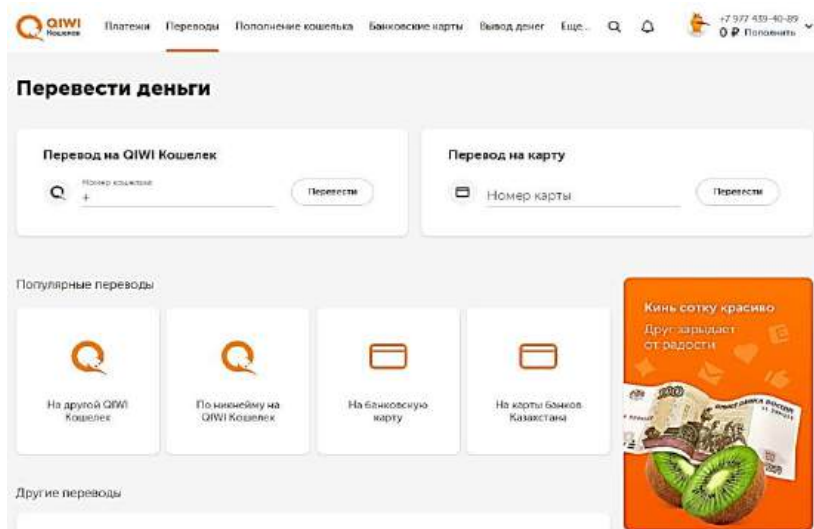 QIWI
Кошелек
Платежи
Переводы
Пополнение кошелька
Банковские карты
Вывод денег
Еще...
+7 977 439-40-89
0 ₽ Пополнить
Перевести деньги
Перевод на QIWI Кошелек
Номер кошелька
+
Перевести
Перевод на карту
Номер карты
Перевести
Популярные переводы
На другой QIWI
Кошелек
По никнейму на
QIWI Кошелек
На банковскую
карту
На карты банков
Казахстана
Кинь сотку красиво
Друг зарыдает
от радости
100
БАНКА РОССИИ
Другие переводы